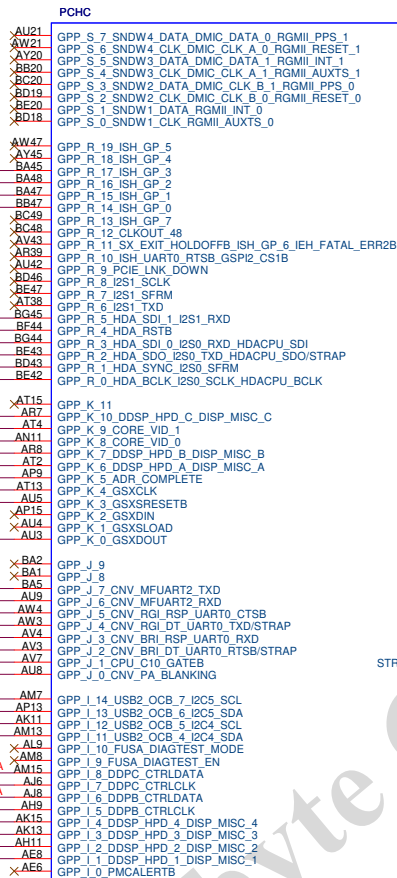 PCHC
AU21 GPP_S_7_SNDW4_DATA_DMIC_DATA_0_RGMII_PPS_1
AW21 GPP_S_6_SNDW4_CLK_DMIC_CLK_A_0_RGMII_RESET_1
AY20 GPP_S_5_SNDW3_DATA_DMIC_DATA_1_RGMII_INT_1
BB20 GPP_S_4_SNDW3_CLK_DMIC_CLK_A_1_RGMII_AUXTS_1
BC20 GPP_S_3_SNDW2_DATA_DMIC_CLK_B_1_RGMII_PPS_0
BD19 GPP_S_2_SNDW2_CLK_DMIC_CLK_B_0_RGMII_RESET_0
BE20 GPP_S_1_SNDW1_DATA_RGMII_INT_0
BD18 GPP_S_0_SNDW1_CLK_RGMII_AUXTS_0
AW47 GPP_R_19_ISH_GP_5
AY45 GPP_R_18_ISH_GP_4
BA45 GPP_R_17_ISH_GP_3
BA48 GPP_R_16_ISH_GP_2
BA47 GPP_R_15_ISH_GP_1
BB47 GPP_R_14_ISH_GP_0
BC49 GPP_R_13_ISH_GP_7
BC48 GPP_R_12_CLKOUT_48
AV43 GPP_R_11_SX_EXIT_HOLDOFFB_ISH_GP_6_IEH_FATAL_ERR2B
AR39 GPP_R_10_ISH_UART0_RTSB_GSPI2_CS1B
AU42 GPP_R_9_PCIE_LNK_DOWN
BD46 GPP_R_8_I2S1_SCLK
BE47 GPP_R_7_I2S1_SFRM
AT38 GPP_R_6_I2S1_TXD
BG45 GPP_R_5_HDA_SDI_1_I2S1_RXD
BF44 GPP_R_4_HDA_RSTB
BG44 GPP_R_3_HDA_SDI_0_I2S0_RXD_HDACPU_SDI
BE43 GPP_R_2_HDA_SDO_I2S0_TXD_HDACPU_SDO/STRAP
BD43 GPP_R_1_HDA_SYNC_I2S0_SFRM
BE42 GPP_R_0_HDA_BCLK_I2S0_SCLK_HDACPU_BCLK
AT15 GPP_K_11
AR7 GPP_K_10_DDSP_HPD_C_DISP_MISC_C
AT4 GPP_K_9_CORE_VID_1
AN11 GPP_K_8_CORE_VID_0
AR8 GPP_K_7_DDSP_HPD_B_DISP_MISC_B
AT2 GPP_K_6_DDSP_HPD_A_DISP_MISC_A
AP9 GPP_K_5_ADR_COMPLETE
AT13 GPP_K_4_GSXCLK
AU5 GPP_K_3_GSXSRESETB
AP15 GPP_K_2_GSXDIN
AU4 GPP_K_1_GSXSLOAD
AU3 GPP_K_0_GSXDOUT
BA2 GPP_J_9
BA1 GPP_J_8
BA5 GPP_J_7_CNV_MFUART2_TXD
AU9 GPP_J_6_CNV_MFUART2_RXD
AW4 GPP_J_5_CNV_RGI_RSP_UART0_CTSB
AW3 GPP_J_4_CNV_RGI_DT_UART0_TXD/STRAP
AV4 GPP_J_3_CNV_BRI_RSP_UART0_RXD
AV3 GPP_J_2_CNV_BRI_DT_UART0_RTSB/STRAP
AV7 GPP_J_1_CPU_C10_GATEB STR
AU8 GPP_J_0_CNV_PA_BLANKING
AM7 GPP_I_14_USB2_OCB_7_I2C5_SCL
AP13 GPP_I_13_USB2_OCB_6_I2C5_SDA
AK11 GPP_I_12_USB2_OCB_5_I2C4_SCL
AM13 GPP_I_11_USB2_OCB_4_I2C4_SDA
AL9 GPP_I_10_FUSA_DIAGTEST_MODE
AM8 GPP_I_9_FUSA_DIAGTEST_EN
AM15 GPP_I_8_DDPC_CTRLDATA
AJ6 GPP_I_7_DDPC_CTRLCLK
AJ8 GPP_I_6_DDPB_CTRLDATA
AH9 GPP_I_5_DDPB_CTRLCLK
AK15 GPP_I_4_DDSP_HPD_4_DISP_MISC_4
AK13 GPP_I_3_DDSP_HPD_3_DISP_MISC_3
AH11 GPP_I_2_DDSP_HPD_2_DISP_MISC_2
AE8 GPP_I_1_DDSP_HPD_1_DISP_MISC_1
AE6 GPP_I_0_PMCALERTB
byte